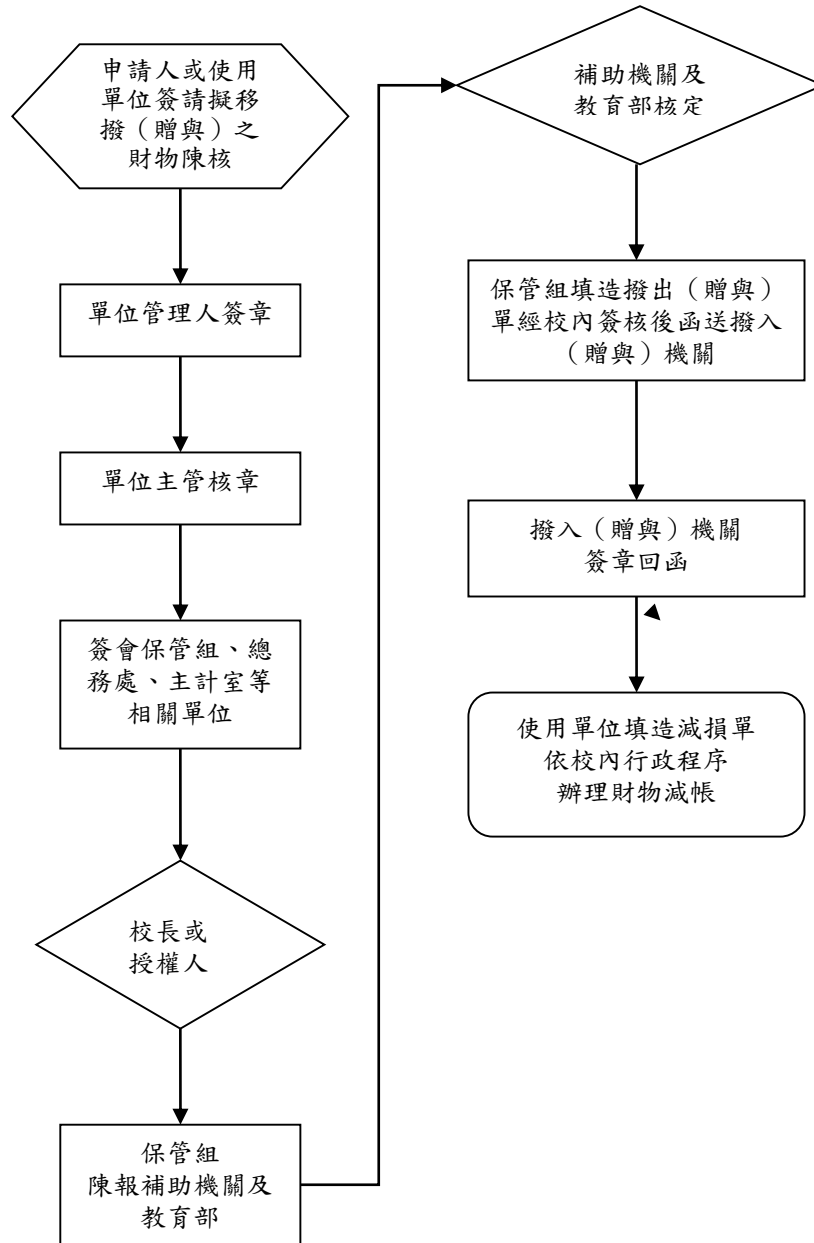 申請人或使用
單位簽請擬移
撥（贈與）之
財物陳核
單位管理人簽章
單位主管核章
簽會保管組、總
務處、主計室等
相關單位
校長或
授權人
保管組
陳報補助機關及
教育部
補助機關及
教育部核定
保管組填造撥出（贈與）
單經校內簽核後函送撥入
（贈與）機關
撥入（贈與）機關
簽章回函
使用單位填造減損單
依校內行政程序
辦理財物減帳